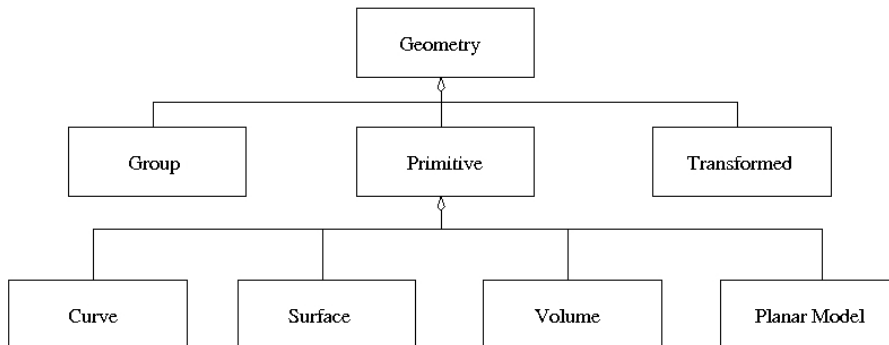 Geometry
Group
Primitive
Transformed
Curve
Surface
Volume
Planar Model